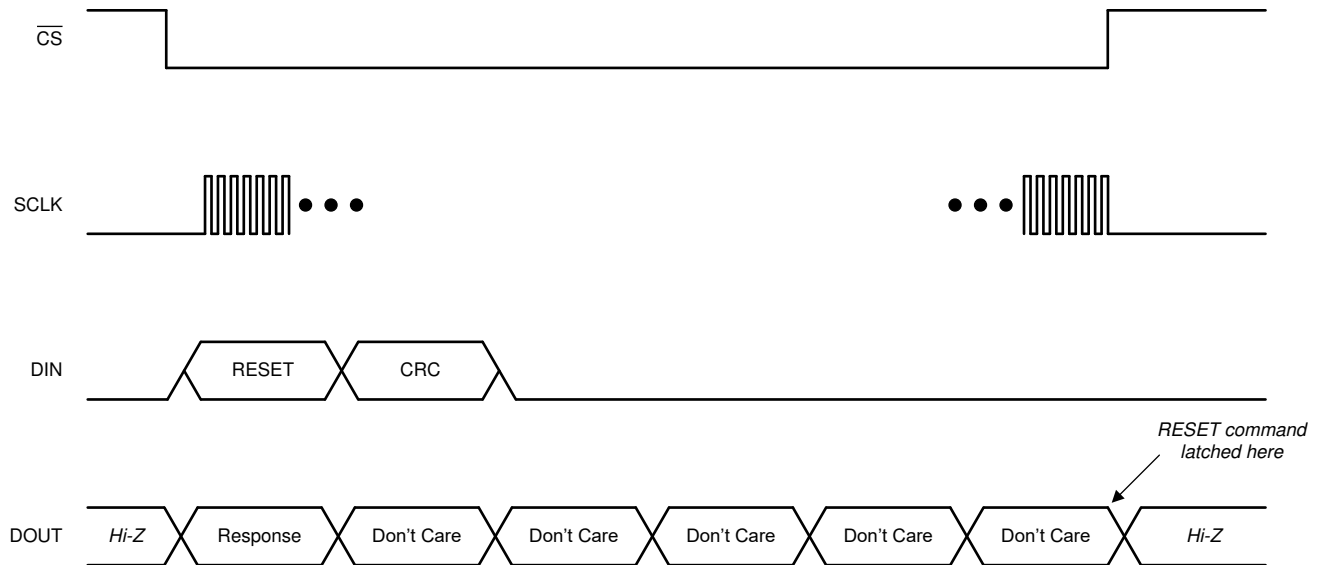 CS
SCLK
DIN
RESET
CRC
RESET command
latched here
DOUT
Hi-Z
Response
Don't Care
Don't Care
Don't Care
Don't Care
Don't Care
Hi-Z